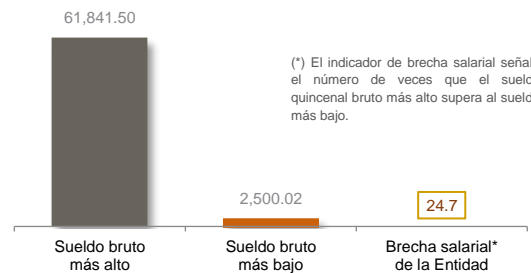 61,841.50
(*) El indicador de brecha salarial señal
el número de veces que el sueld
quincenal bruto más alto supera al sueld
más bajo.
2,500.02
24.7
Sueldo bruto
más alto
Sueldo bruto
más bajo
Brecha salarial*
de la Entidad